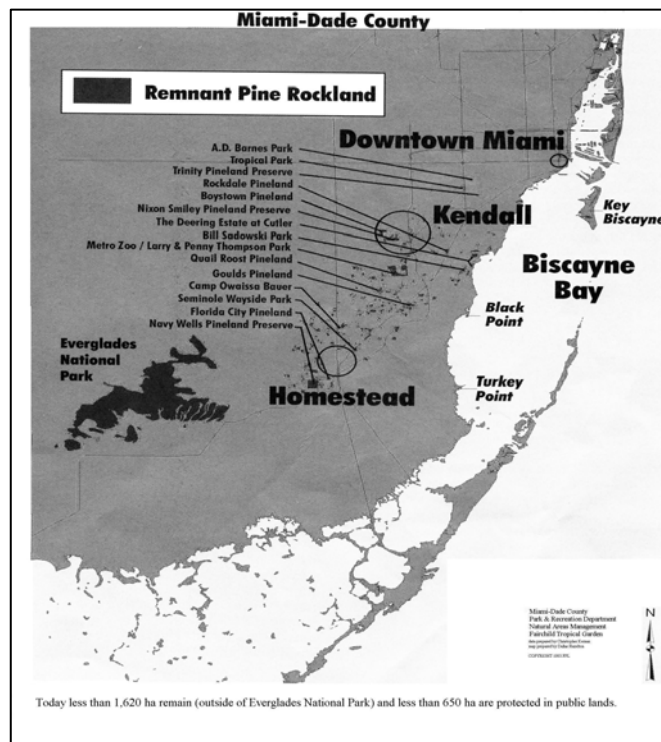 Miami-Dade County
Remnant Pine Rockland
Downtown Miami
A.D. Barnes Park
Tropical Park
Trinity Pineland Preserve
Rockdale Pineland
Boystown Pineland
Nixon Smiley Pineland Preserve
The Deering Estate at Cutler
Bill Sadowski Park
Metro Zoo / Larry & Penny Thompson Park
Quail Roost Pineland
Goulds Pineland
Camp Owaissa Bauer
Seminole Wayside Park
Florida City Pineland
Navy Wells Pineland Preserve
Kendall
Key
Biscayne
Biscayne
Bay
Black
Point
Everglades
National
Park
Turkey
Point
Homestead
Miami-Dade County
Park & Recreation Department
Natural Areas Management
Fairchild Tropical Garden
N
Today less than 1,620 ha remain (outside of Everglades National Park) and less than 650 ha are protected in public lands.